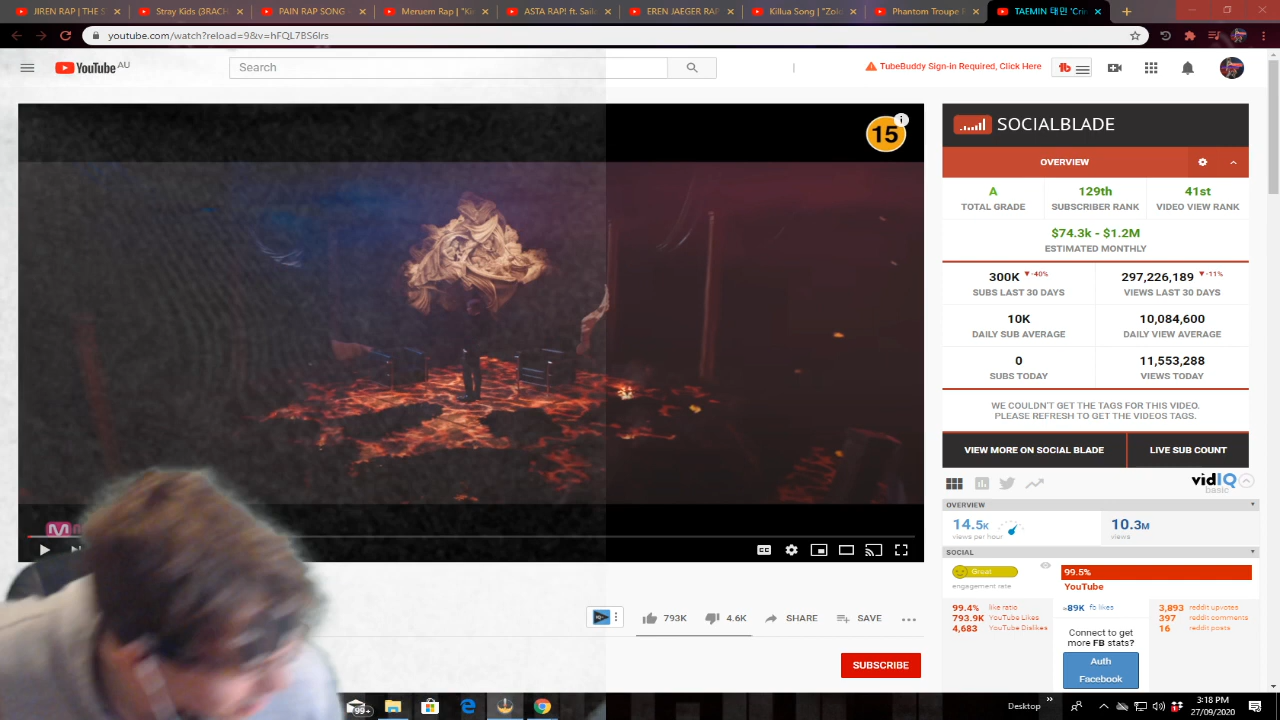 JIREN RAP | "THE S
Stray Kids (3RACH
PAIN RAP SONG
Meruem Rap | "Ki
ASTA RAP! ft. Saile
EREN JAEGER RAP
Killua Song | "Zolo
Phantom Troupe
TAEMIN 태민 'Cri
youtube.com/watch?reload=9&v=hFQL7BS6lrs
YouTube AU
Search
TubeBuddy Sign-in Required, Click Here
tb
15
SOCIALBLADE
OVERVIEW
A
129th
41st
TOTAL GRADE
SUBSCRIBER RANK
VIDEO VIEW RANK
$74.3k - $1.2M
ESTIMATED MONTHLY
300K ▼-40%
297,226,189 ▼-11%
SUBS LAST 30 DAYS
VIEWS LAST 30 DAYS
10K
10,084,600
DAILY SUB AVERAGE
DAILY VIEW AVERAGE
0
11,553,288
SUBS TODAY
VIEWS TODAY
WE COULDN'T GET THE TAGS FOR THIS VIDEO.
PLEASE REFRESH TO GET THE VIDEOS TAGS.
VIEW MORE ON SOCIAL BLADE
LIVE SUB COUNT
vidIQ
basic
OVERVIEW
14.5K
10.3M
views per hour
views
SOCIAL
Great
99.5%
engagement rate
YouTube
99.4% like ratio
793.9K YouTube Likes
4,683 YouTube Dislikes
>89K fb likes
Connect to get
more FB stats?
Auth
Facebook
3,893 reddit upvotes
397 reddit comments
16 reddit posts
CC
793K
4.6K
SHARE
SAVE
SUBSCRIBE
99+
Desktop
3:18 PM
27/09/2020